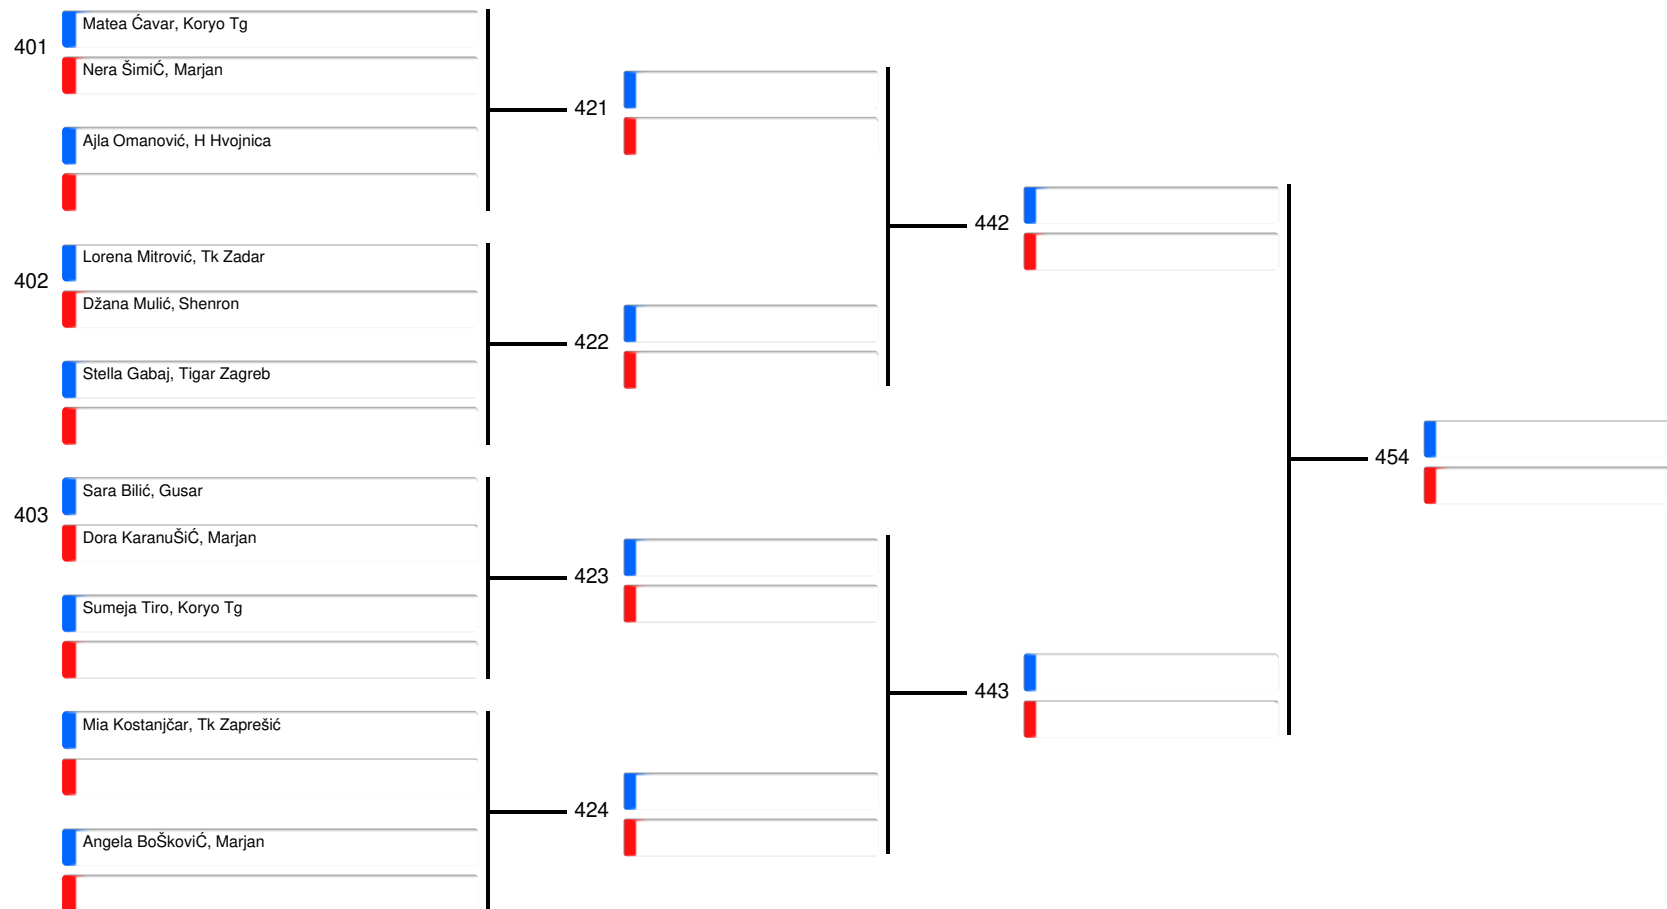 401
Matea Ćavar, Koryo Tg
Nera ŠimiĆ, Marjan
Ajla Omanović, H Hvojnica
421
402
Lorena Mitrović, Tk Zadar
Džana Mulić, Shenron
Stella Gabaj, Tigar Zagreb
422
442
403
Sara Bilić, Gusar
Dora KaranuŠiĆ, Marjan
Sumeja Tiro, Koryo Tg
423
454
Mia Kostanjčar, Tk Zaprešić
Angela BoŠkoviĆ, Marjan
424
443